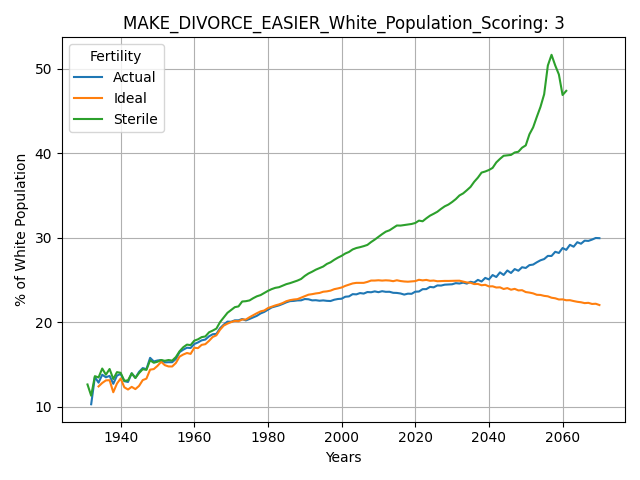 MAKE_DIVORCE_EASIER_White_Population_Scoring: 3
Fertility
Actual
Ideal
Sterile
% of White Population
50
40
30
20
10
1940 1960 1980 2000 2020 2040 2060
Years